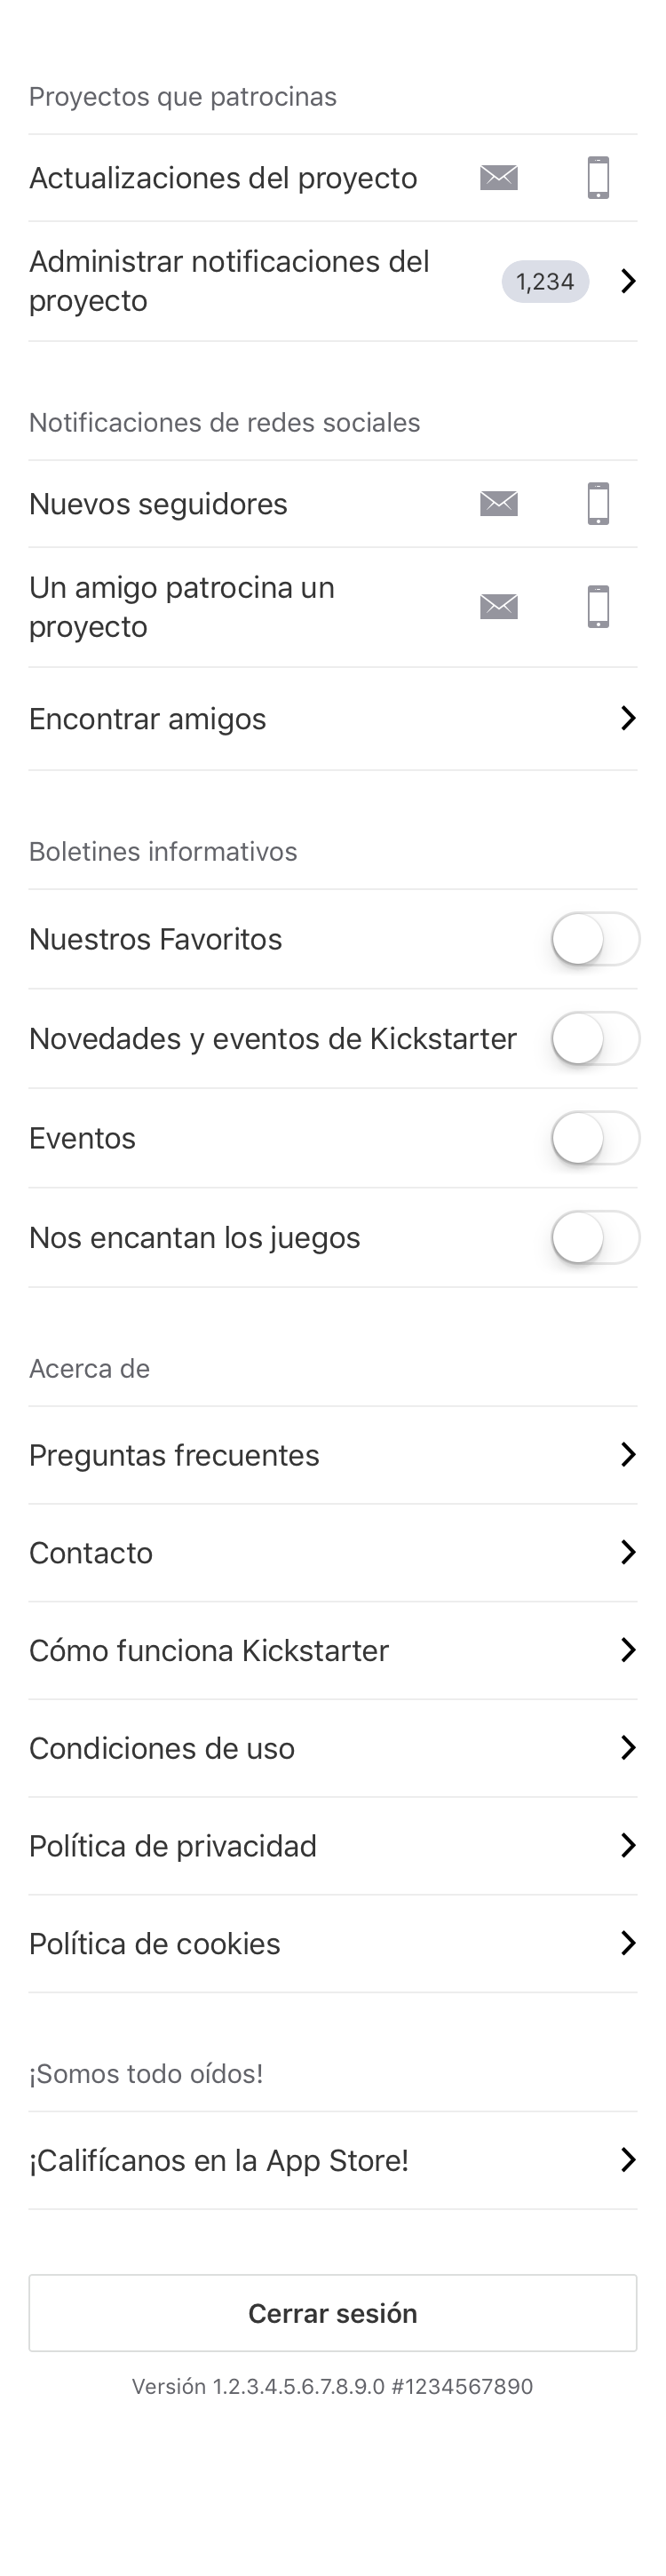 Proyectos que patrocinas
Actualizaciones del proyecto
Administrar notificaciones del
proyecto
1,234
Notificaciones de redes sociales
Nuevos seguidores
Un amigo patrocina un
proyecto
Encontrar amigos
Boletines informativos
Nuestros Favoritos
Novedades y eventos de Kickstarter
Eventos
Nos encantan los juegos
Acerca de
Preguntas frecuentes
Contacto
Cómo funciona Kickstarter
Condiciones de uso
Política de privacidad
Política de cookies
¡Somos todo oídos!
¡Califícanos en la App Store!
Cerrar sesión
Versión 1.2.3.4.5.6.7.8.9.0 #1234567890